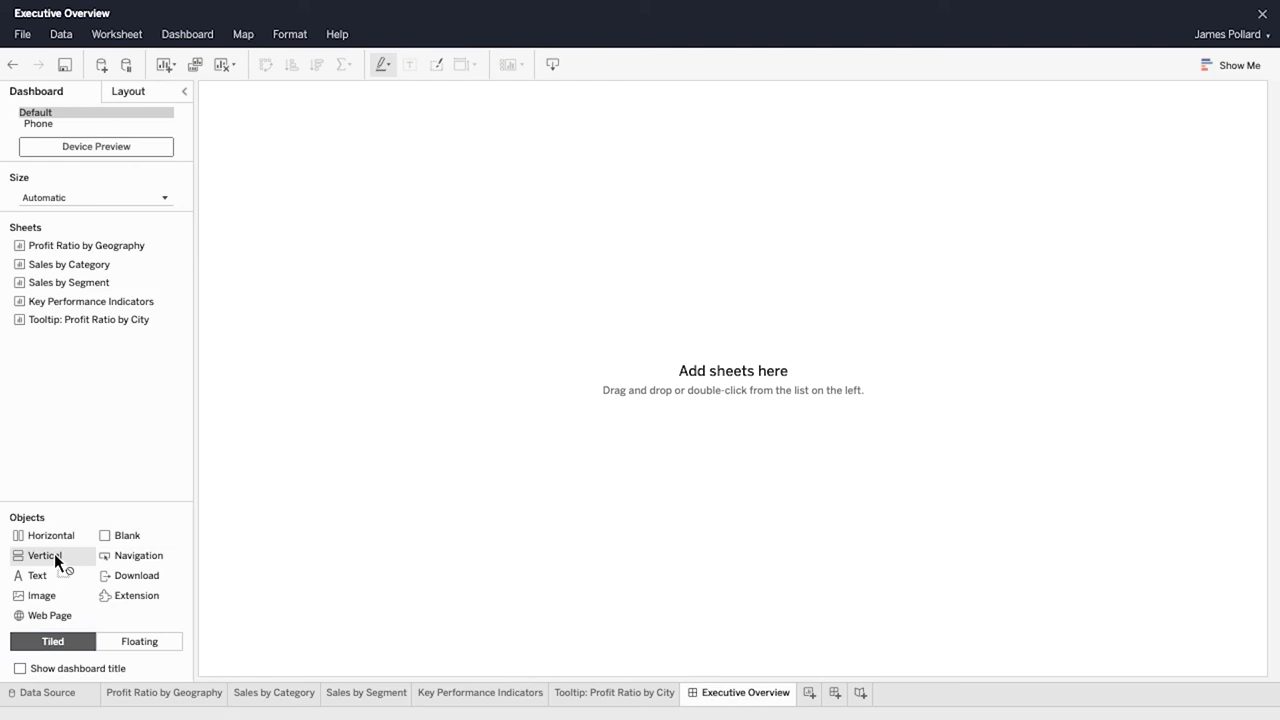 Executive Overview
File Data Worksheet Dashboard Map Format Help James Pollard
Show Me
Dashboard Layout
Default
Phone
Device Preview
Size
Automatic
Sheets
Profit Ratio by Geography
Sales by Category
Sales by Segment
Key Performance Indicators
Tooltip: Profit Ratio by City
Add sheets here
Drag and drop or double-click from the list on the left.
Objects
Horizontal Blank
Vertical Navigation
Text Download
Image Extension
Web Page
Tiled Floating
Show dashboard title
Data Source Profit Ratio by Geography Sales by Category Sales by Segment Key Performance Indicators Tooltip: Profit Ratio by City Executive Overview